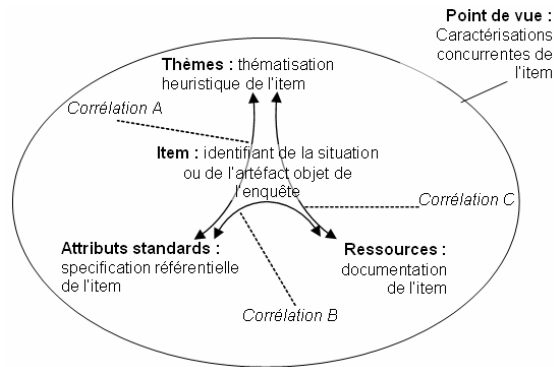 Point de vue :
Caractérisations
concurrentes de
l'item
Thèmes : thématisation
heuristique de l'item
Corrélation A
Item : identifiant de la situation
ou de l'artéfact objet de
l'enquête
Corrélation C
Attributs standards :
specification référentielle
de l'item
Ressources :
documentation
de l'item
Corrélation B